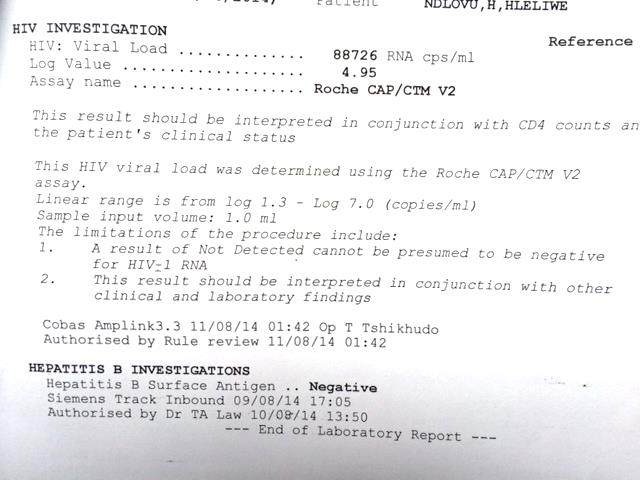 2014) Patient NDLOVU,H,HLELIWE
HIV INVESTIGATION
Reference
HIV: Viral Load ............. 88726 RNA cps/ml
Log Value .................. 4.95
Assay name ................. Roche CAP/CTM V2
This result should be interpreted in conjunction with CD4 counts an
the patient's clinical status
This HIV viral load was determined using the Roche CAP/CTM V2
assay.
Linear range is from log 1.3 - Log 7.0 (copies/ml)
Sample input volume: 1.0 ml
The limitations of the procedure include:
1. A result of Not Detected cannot be presumed to be negative
for HIV-1 RNA
2. This result should be interpreted in conjunction with other
clinical and laboratory findings
Cobas Amplink3.3 11/08/14 01:42 Op T Tshikhudo
Authorised by Rule review 11/08/14 01:42
HEPATITIS B INVESTIGATIONS
Hepatitis B Surface Antigen .. Negative
Siemens Track Inbound 09/08/14 17:05
Authorised by Dr TA Law 10/08/14 13:50
--- End of Laboratory Report ---